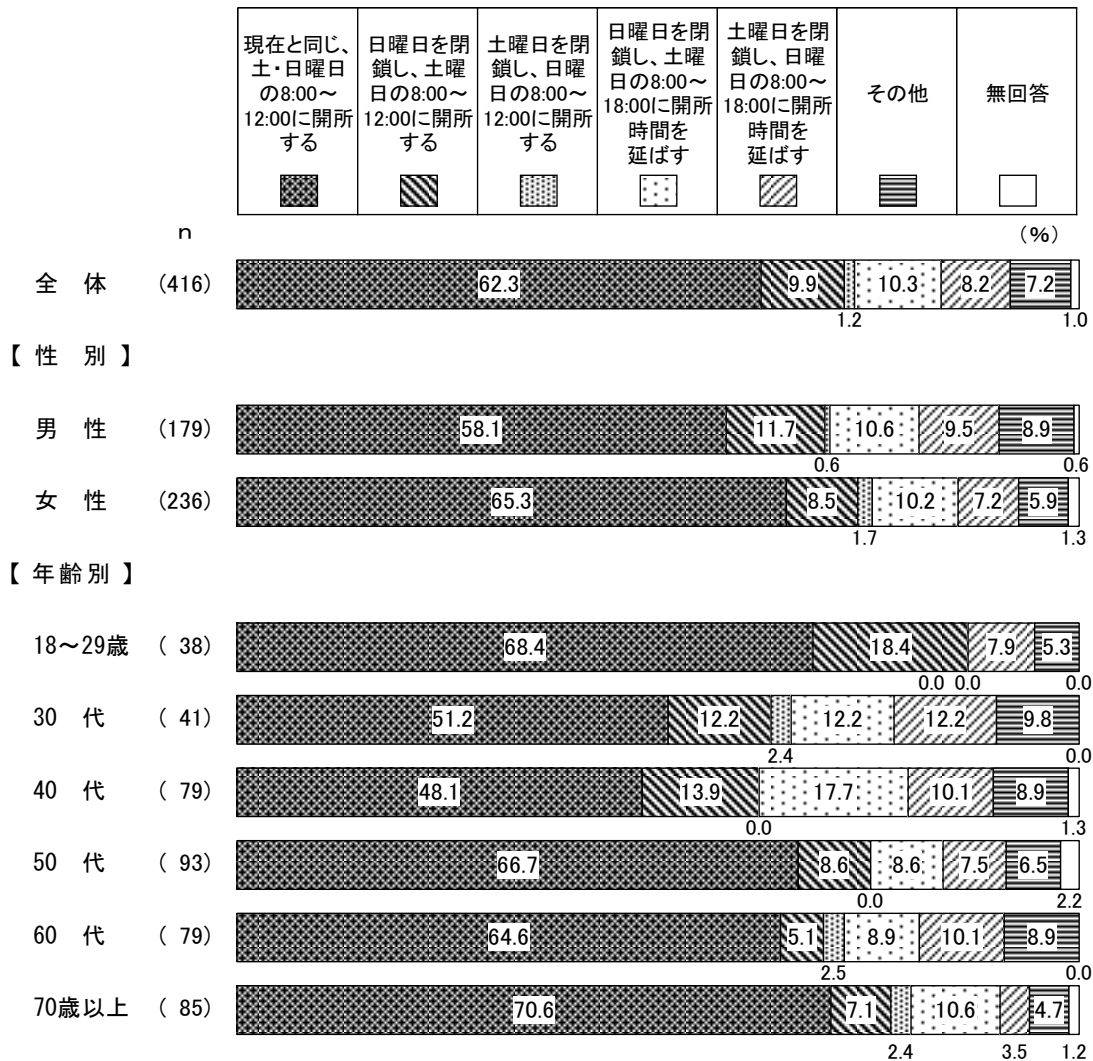 現在と同じ、
土・日曜日
の8:00～
12:00に開所
する
日曜日を閉
鎖し、土曜
日の8:00～
12:00に開所
する
土曜日を閉
鎖し、日曜
日の8:00～
12:00に開所
する
日曜日を閉
鎖し、土曜
日の8:00～
18:00に開所
時間を
延ばす
土曜日を閉
鎖し、日曜
日の8:00～
18:00に開所
時間を
延ばす
その他
無回答
n
(%)
全 体 (416) 62.3 9.9 10.3 8.2 7.2
1.2 1.0
【 性 別 】
男 性 (179) 58.1 11.7 10.6 9.5 8.9
0.6 0.6
女 性 (236) 65.3 8.5 10.2 7.2 5.9
1.7 1.3
【 年齢別 】
18～29歳 ( 38) 68.4 18.4 7.9 5.3
0.0 0.0 0.0
30 代 ( 41) 51.2 12.2 12.2 12.2 9.8
2.4 0.0
40 代 ( 79) 48.1 13.9 17.7 10.1 8.9
0.0 1.3
50 代 ( 93) 66.7 8.6 8.6 7.5 6.5
0.0 2.2
60 代 ( 79) 64.6 5.1 8.9 10.1 8.9
2.5 0.0
70歳以上 ( 85) 70.6 7.1 10.6 4.7
2.4 3.5 1.2